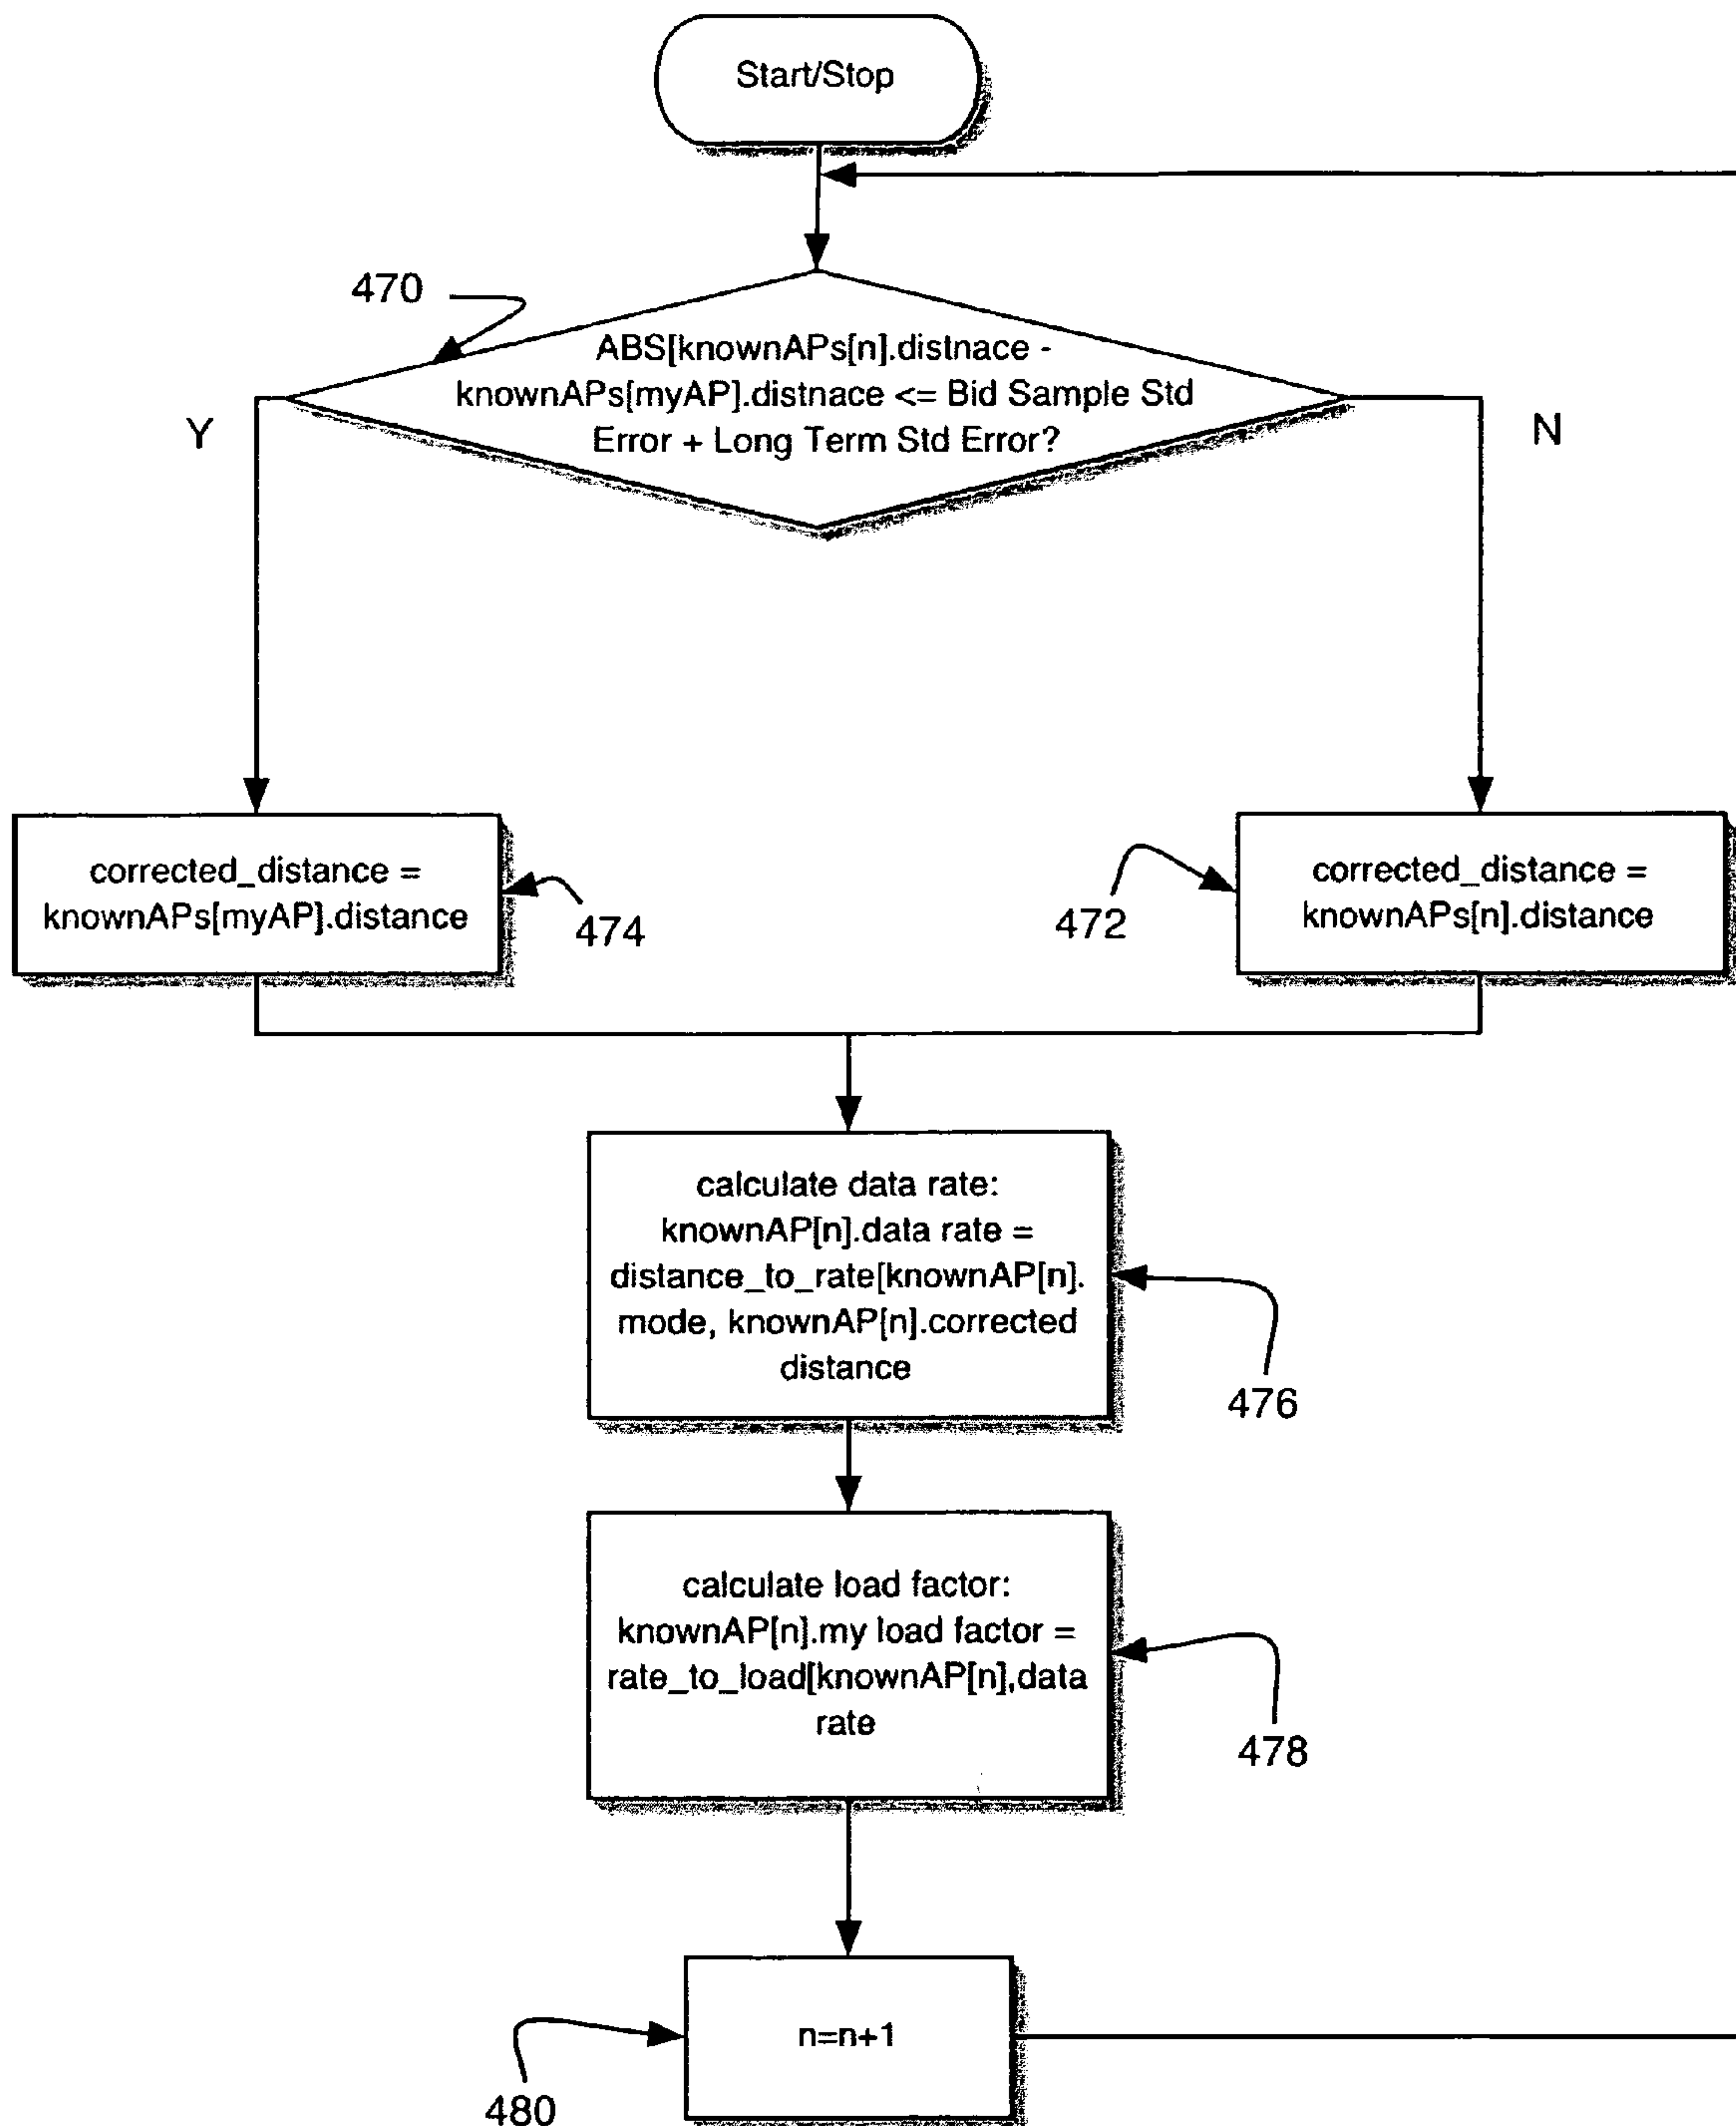 Start/Stop
470
ABS[knownAPs[n].distnace -
knownAPs[myAP].distnace <= Bid Sample Std
Error + Long Term Std Error?
Y
N
corrected_distance =
knownAPs[myAP].distance
474
corrected_distance =
knownAPs[n].distance
472
calculate data rate:
knownAP[n].data rate =
distance_to_rate[knownAP[n].
mode, knownAP[n].corrected
distance
476
calculate load factor:
knownAP[n].my load factor =
rate_to_load[knownAP[n],data
rate
478
n=n+1
480